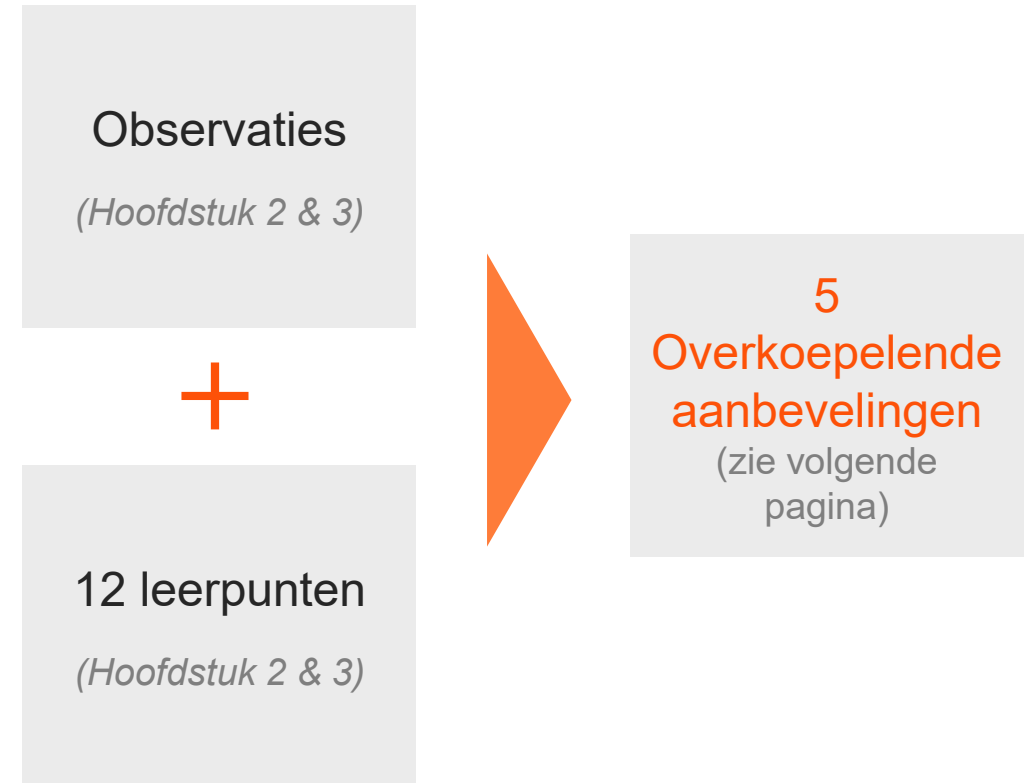 Observaties
(Hoofdstuk 2 & 3)
+
12 leerpunten
(Hoofdstuk 2 & 3)
5
Overkoepelende
aanbevelingen
(zie volgende
pagina)